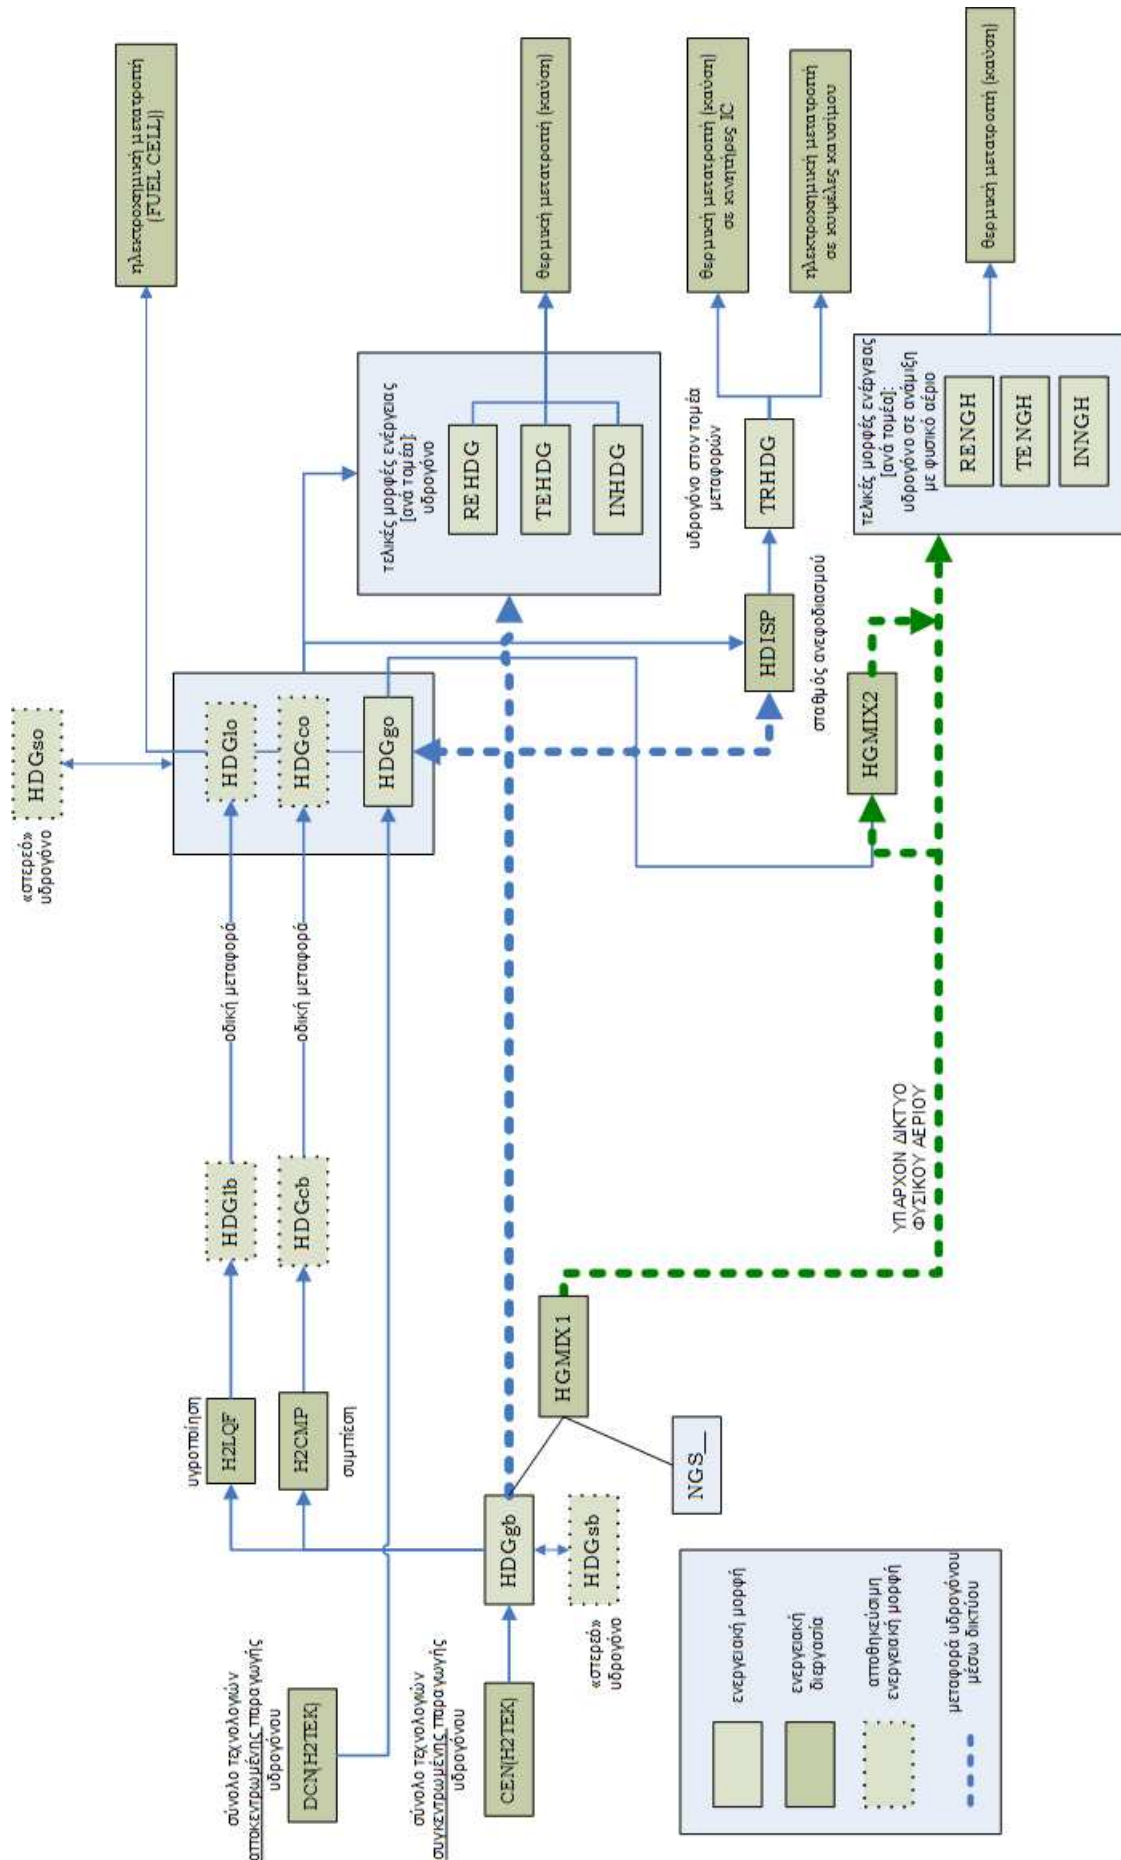 σύνολο τεχνολογιών
αποκεντρωμένης παραγωγής
υδρογόνου
DCN(H2TEK)
σύνολο τεχνολογιών
συγκεντρωμένης παραγωγής
υδρογόνου
CEN(H2TEK)
υγροποίηση
H2LQF
H2CMP
συμπίεση
HDGgb
HDGsb
«στερεό»
υδρογόνο
HGMIX1
NGS__
HDGlb
HDGcb
οδική μεταφορά
οδική μεταφορά
«στερεό»
υδρογόνο
HDGso
HDGlo
HDGco
HDGgo
ηλεκτροχημική μετατροπή
(FUEL CELL)
τελικές μορφές ενέργειας
[ανά τομέα]
υδρογόνο
REHDG
TEHDG
INHDG
θερμική μετατροπή (καύση)
HDISP
σταθμός ανεφοδιασμού
υδρογόνο στον τομέα
μεταφορών
TRHDG
θερμική μετατροπή (καύση)
σε κινητήρες IC
ηλεκτροχημική μετατροπή
σε κυψέλες καυσίμου
HGMIX2
ΥΠΑΡΧΟΝ ΔΙΚΤΥΟ
ΦΥΣΙΚΟΥ ΑΕΡΙΟΥ
τελικές μορφές ενέργειας
[ανά τομέα]:
υδρογόνο σε ανάμιξη
με φυσικό αέριο
RENGH
TENGH
INNGH
θερμική μετατροπή (καύση)
ενεργειακή μορφή
ενεργειακή
διεργασία
αποθηκεύσιμη
ενεργειακή μορφή
μεταφορά υδρογόνου
μέσω δικτύου